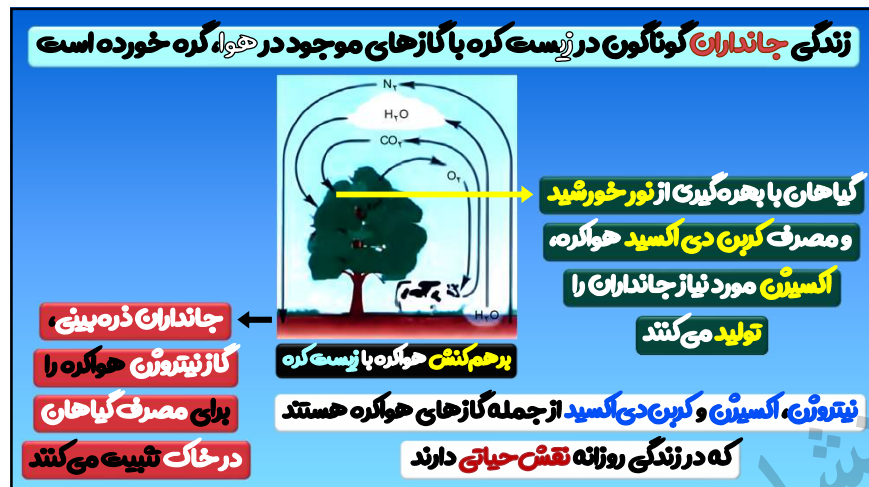 زندگی جانداران گوناگون در زیست کره با گازهای موجود در هوا، گره خورده است
N₂
H₂O
CO₂
O₂
H₂O
گیاهان با بهره‌گیری از نور خورشید
و مصرف کربن دی اکسید هواکره،
اکسیژن مورد نیاز جانداران را
تولید می‌کنند
برهم‌کنش هواکره با زیست کره
جانداران ذره‌بینی،
گاز نیتروژن هواکره را
برای مصرف گیاهان
در خاک تثبیت می‌کنند
نیتروژن، اکسیژن و کربن‌دی‌اکسید از جمله گازهای هواکره هستند
که در زندگی روزانه نقش حیاتی دارند